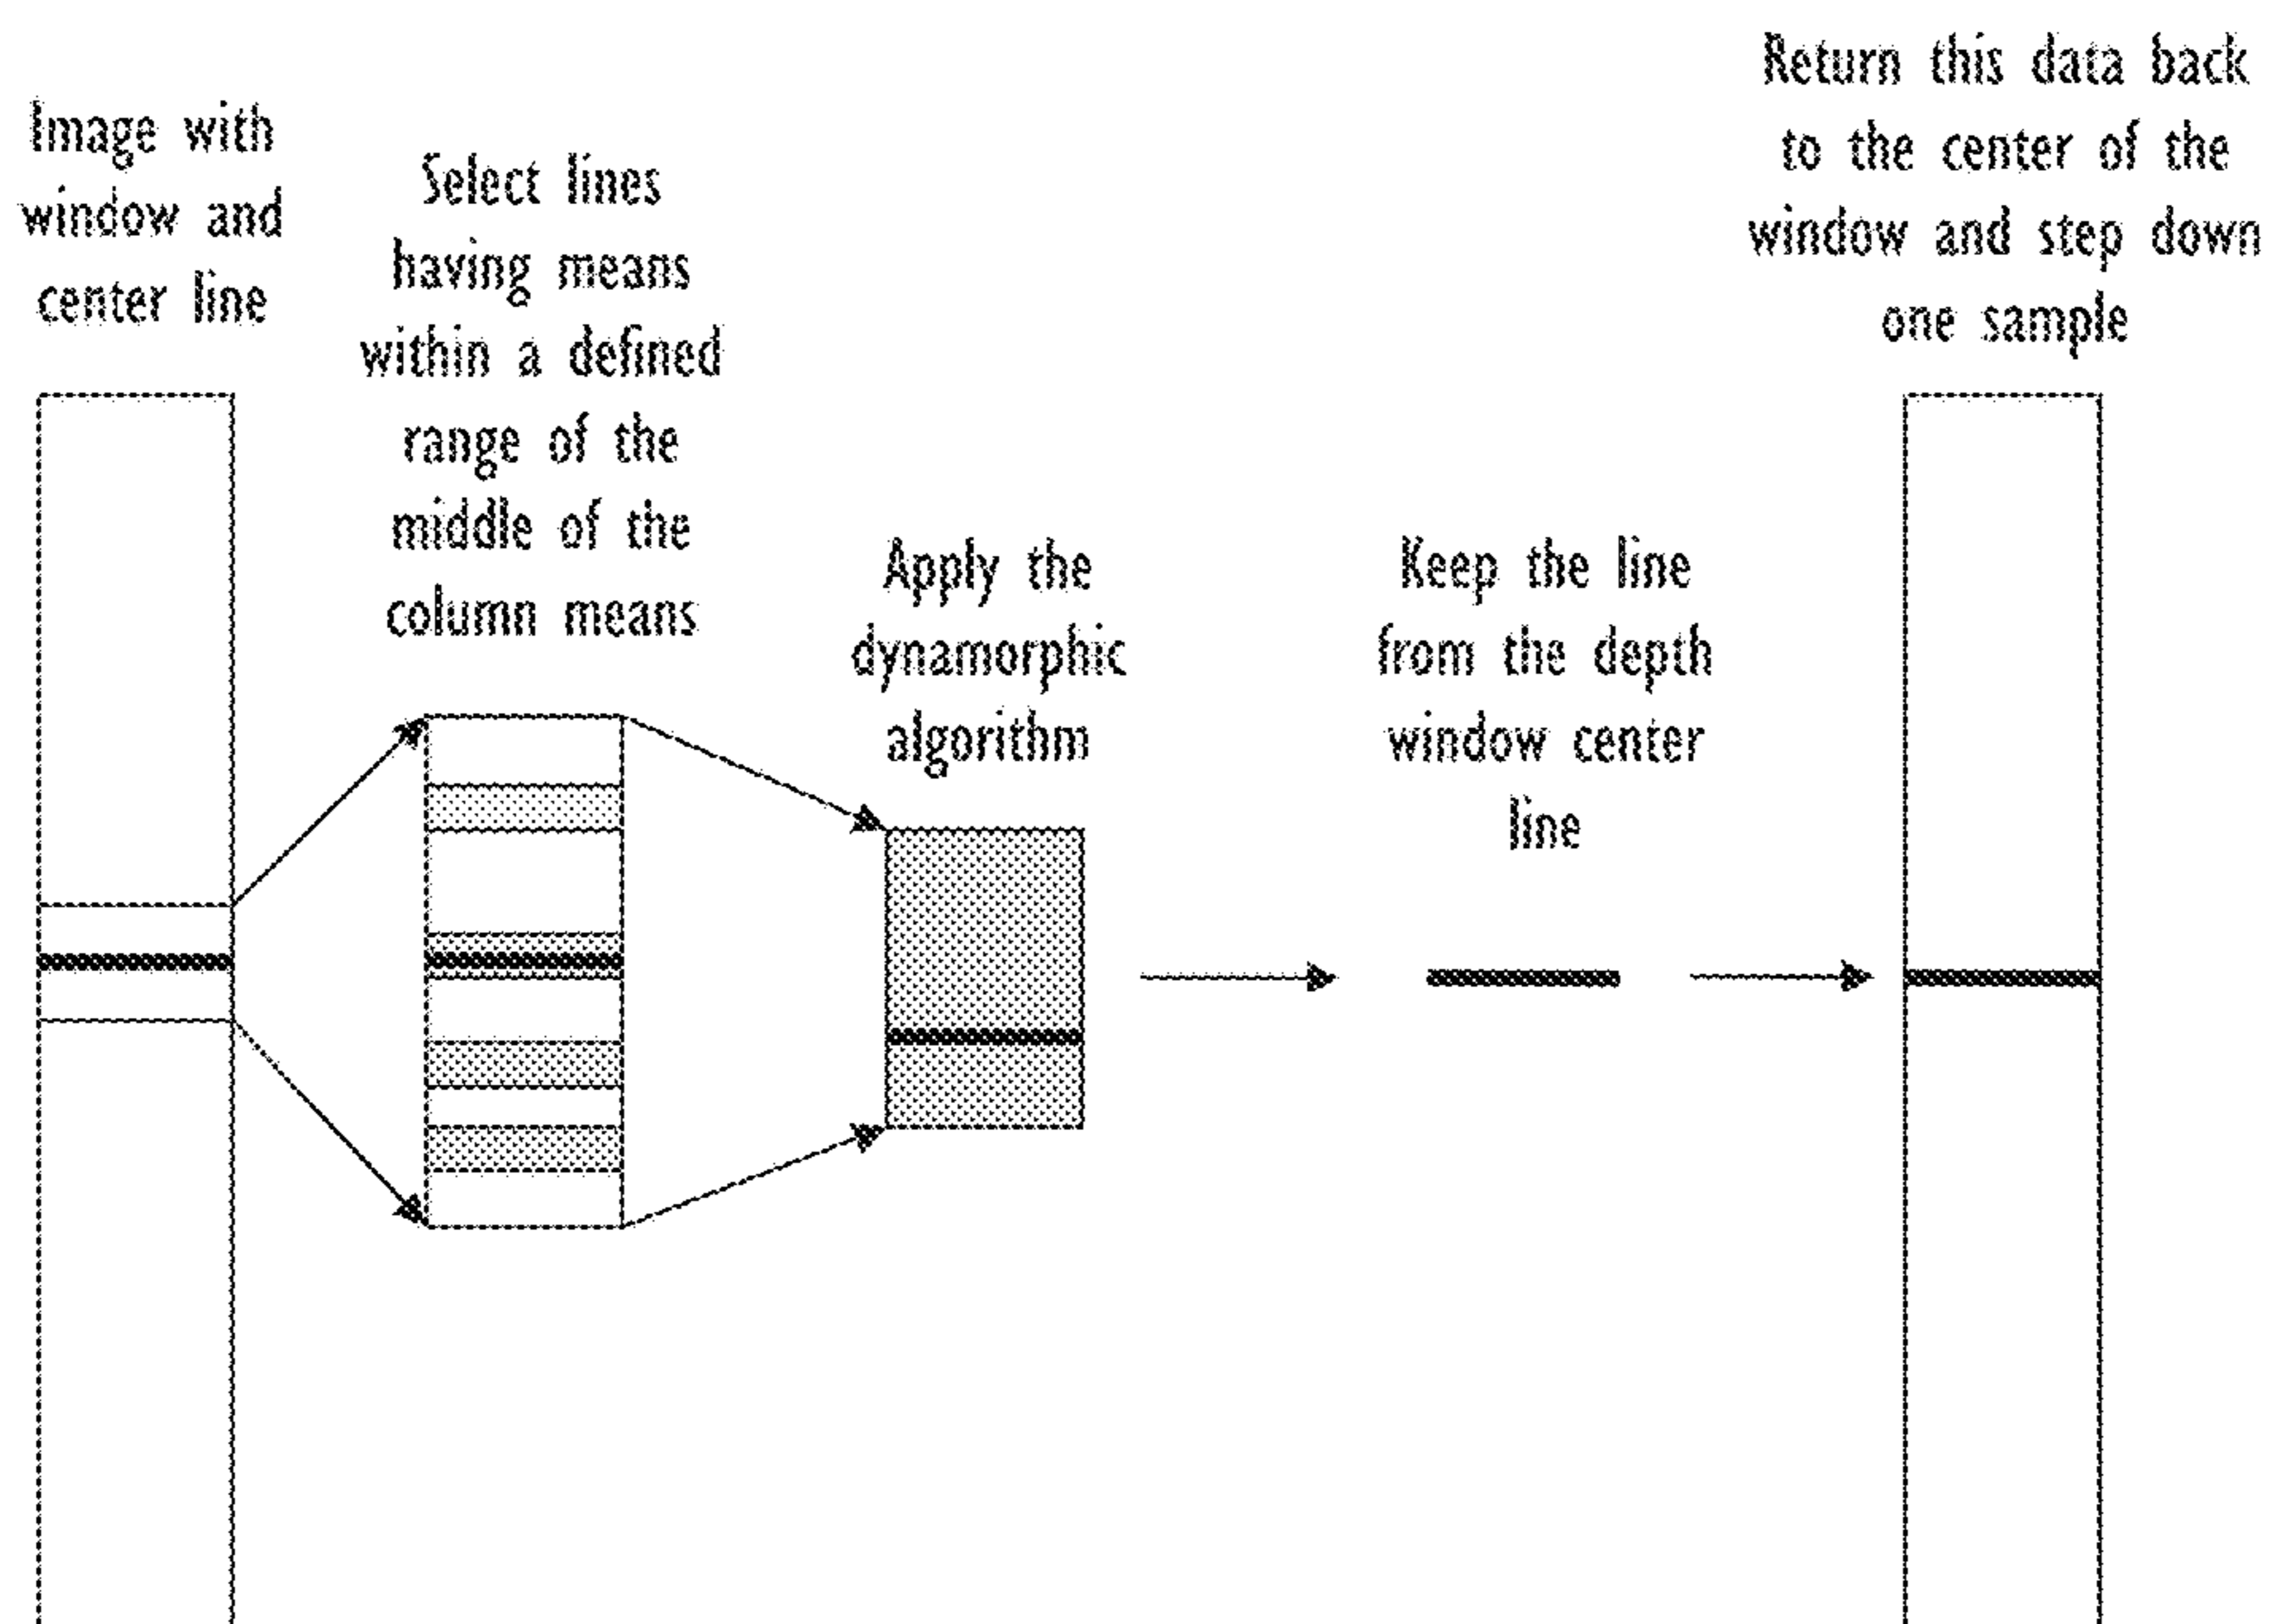 Image with
window and
center line
Select lines
having means
within a defined
range of the
middle of the
column means
Apply the
dynamorphic
algorithm
Keep the line
from the depth
window center
line
Return this data back
to the center of the
window and step down
one sample